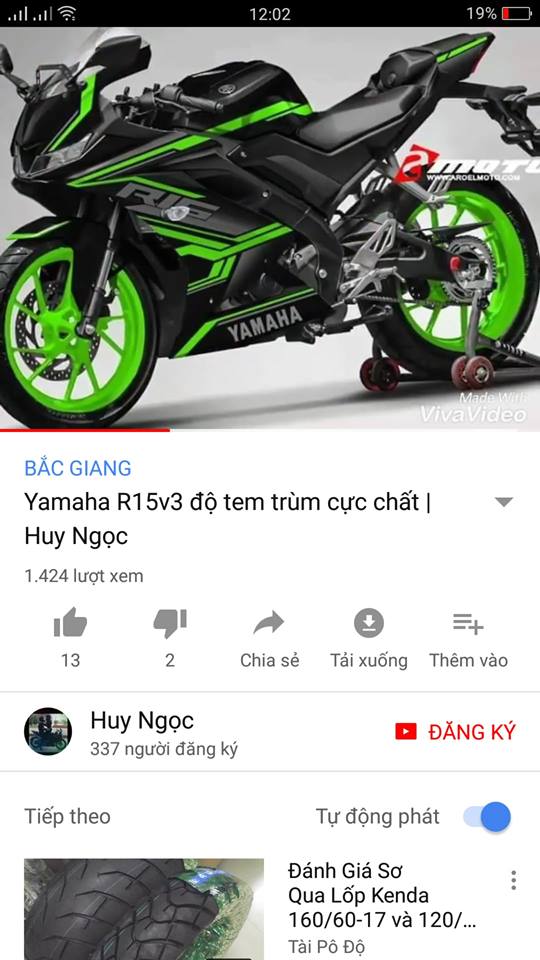 12:02
19%
R15
YAMAHA
MOTO
WWW.AROELMOTO.COM
Made With
VivaVideo
BẮC GIANG
Yamaha R15v3 độ tem trùm cực chất |
Huy Ngọc
1.424 lượt xem
13
2
Chia sẻ
Tải xuống
Thêm vào
Huy Ngọc
337 người đăng ký
ĐĂNG KÝ
Tiếp theo
Tự động phát
Đánh Giá Sơ
Qua Lốp Kenda
160/60-17 và 120/...
Tài Pô Độ